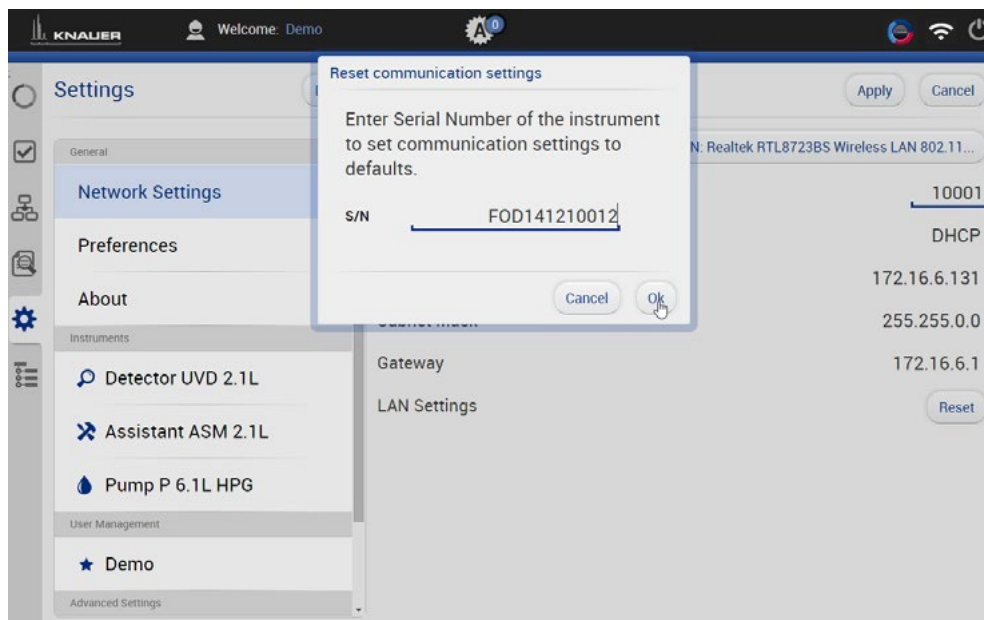 KNAUER
Welcome: Demo
A 0
Settings
Apply
Cancel
Reset communication settings
Enter Serial Number of the instrument
to set communication settings to
defaults.
S/N FOD141210012
Cancel
Ok
General
Network Settings
Preferences
About
Instruments
Detector UVD 2.1L
Assistant ASM 2.1L
Pump P 6.1L HPG
User Management
Demo
Advanced Settings
N: Realtek RTL8723BS Wireless LAN 802.11...
10001
DHCP
172.16.6.131
Subnet Mask 255.255.0.0
Gateway 172.16.6.1
LAN Settings Reset